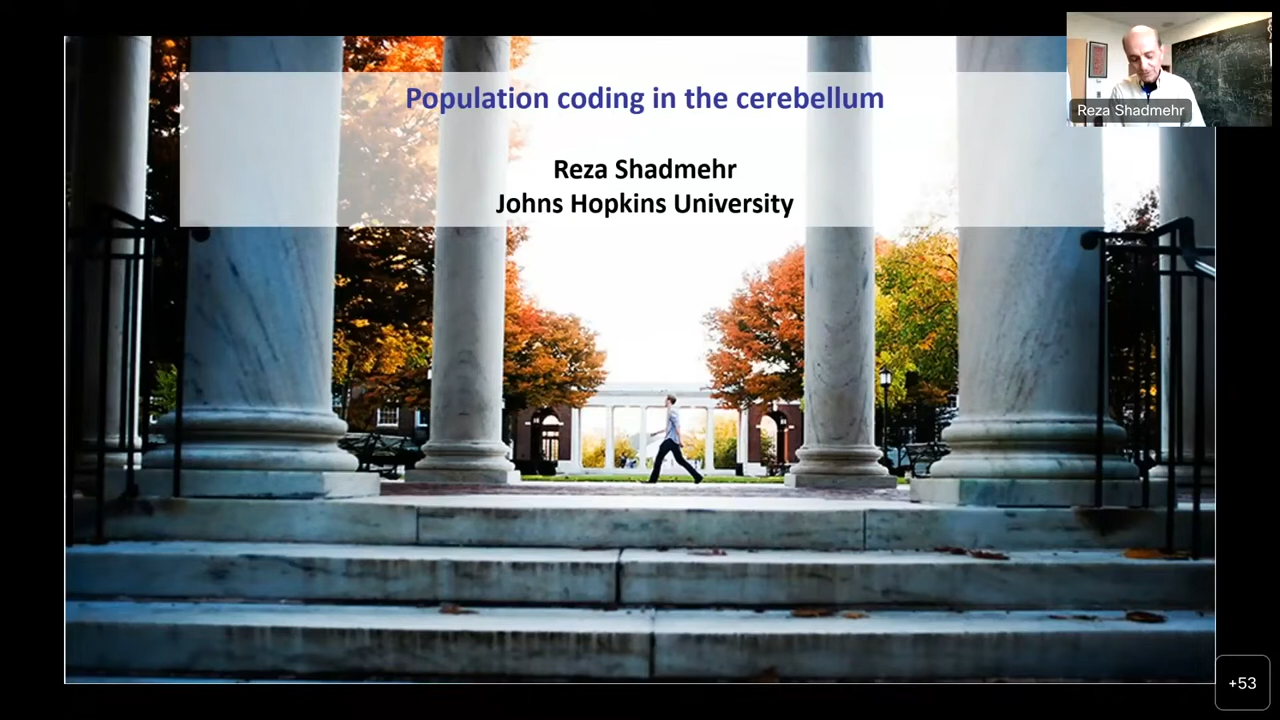 Population coding in the cerebellum
Reza Shadmehr
Johns Hopkins University
Reza Shadmehr
+53